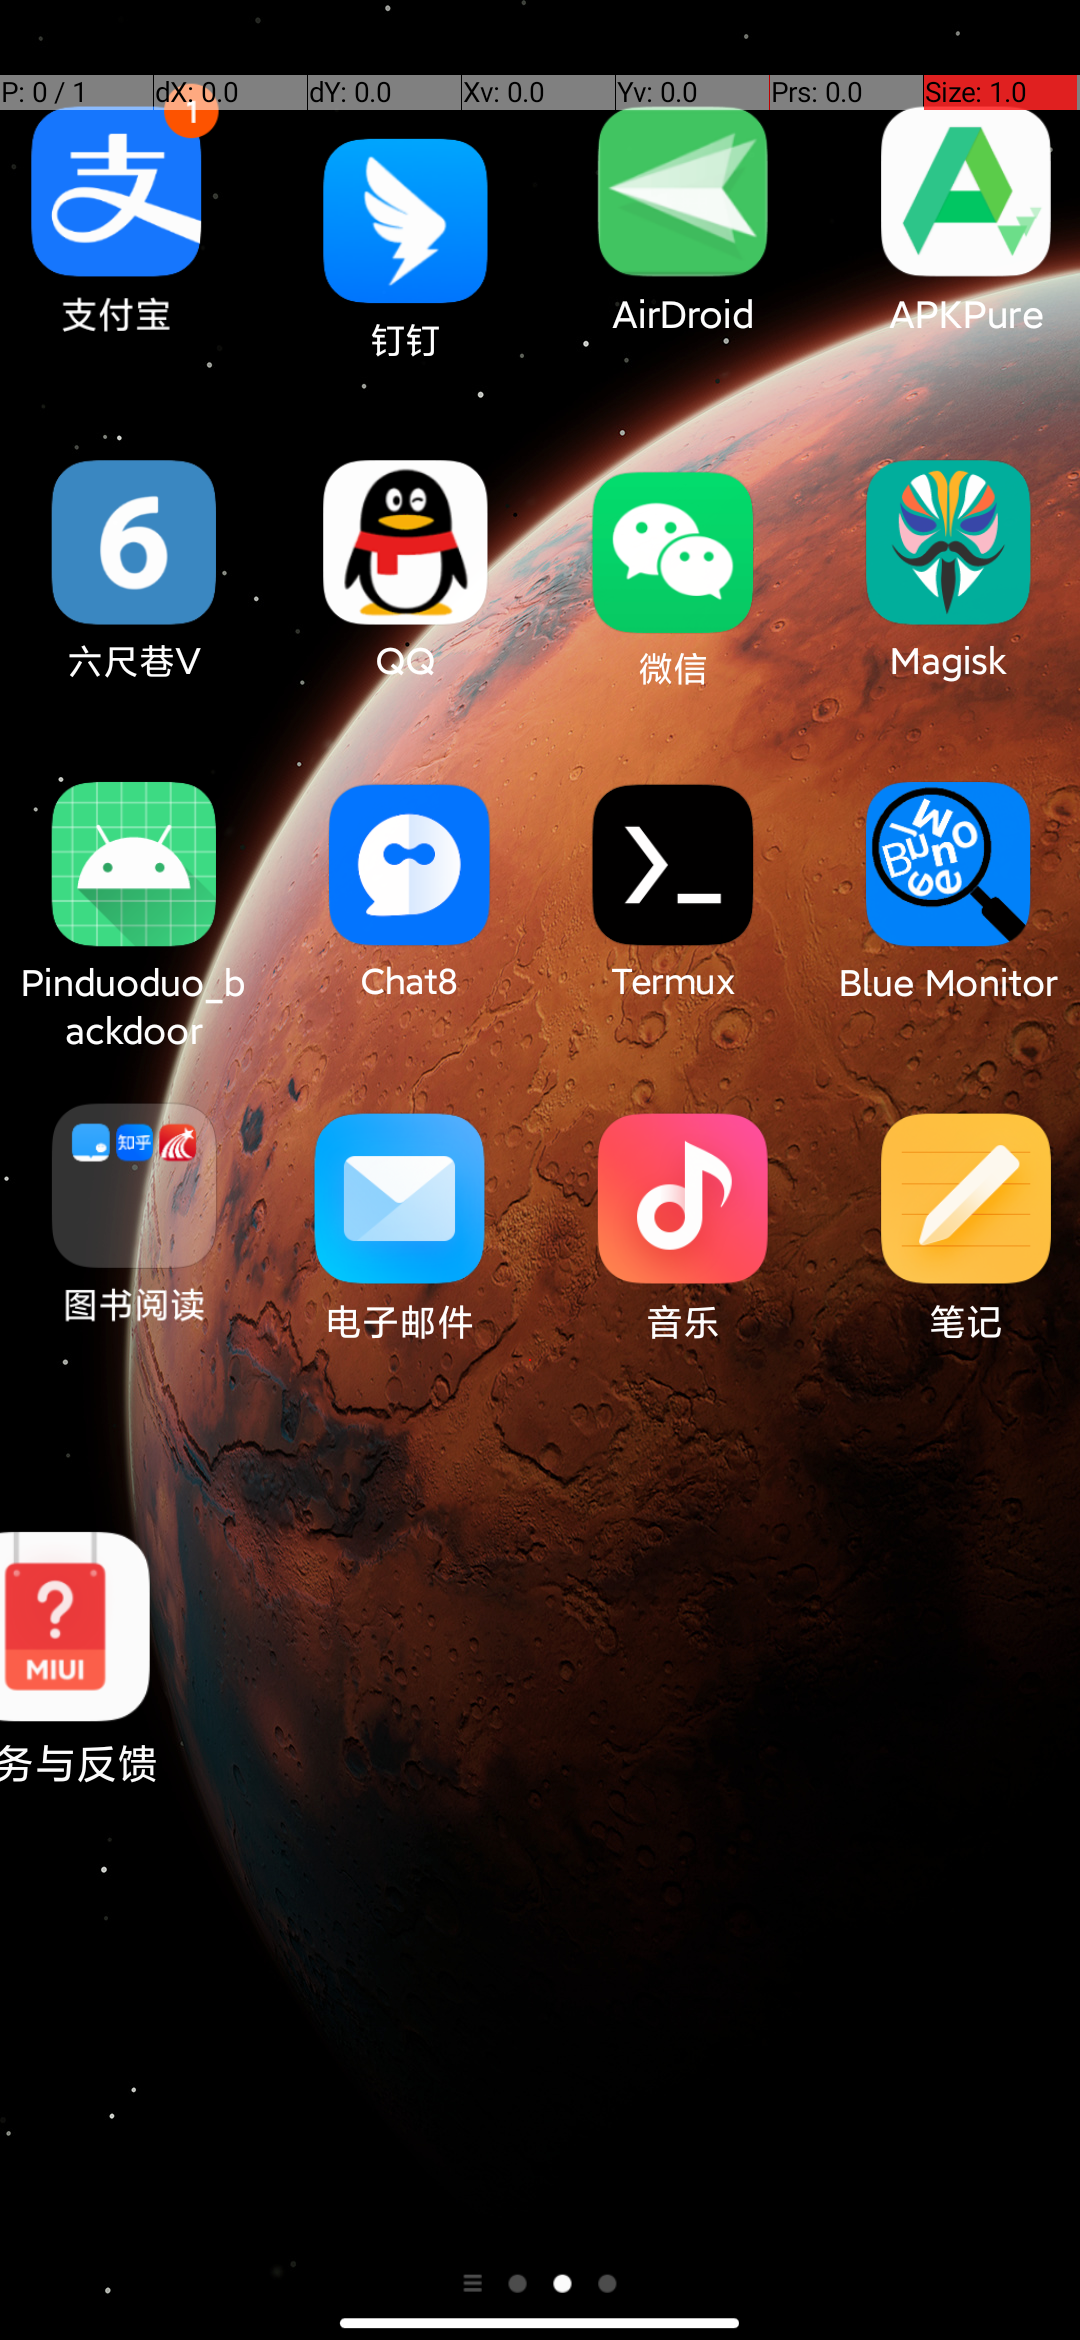 P: 0 / 1
dX: 0.0
dY: 0.0
Xv: 0.0
Yv: 0.0
Prs: 0.0
Size: 1.0
1
支
支付宝
钉钉
AirDroid
APKPure
6
六尺巷V
QQ
微信
Magisk
Pinduoduo_b
ackdoor
Chat8
Termux
Blue Monitor
知乎
图书阅读
电子邮件
音乐
笔记
?
MIUI
务与反馈